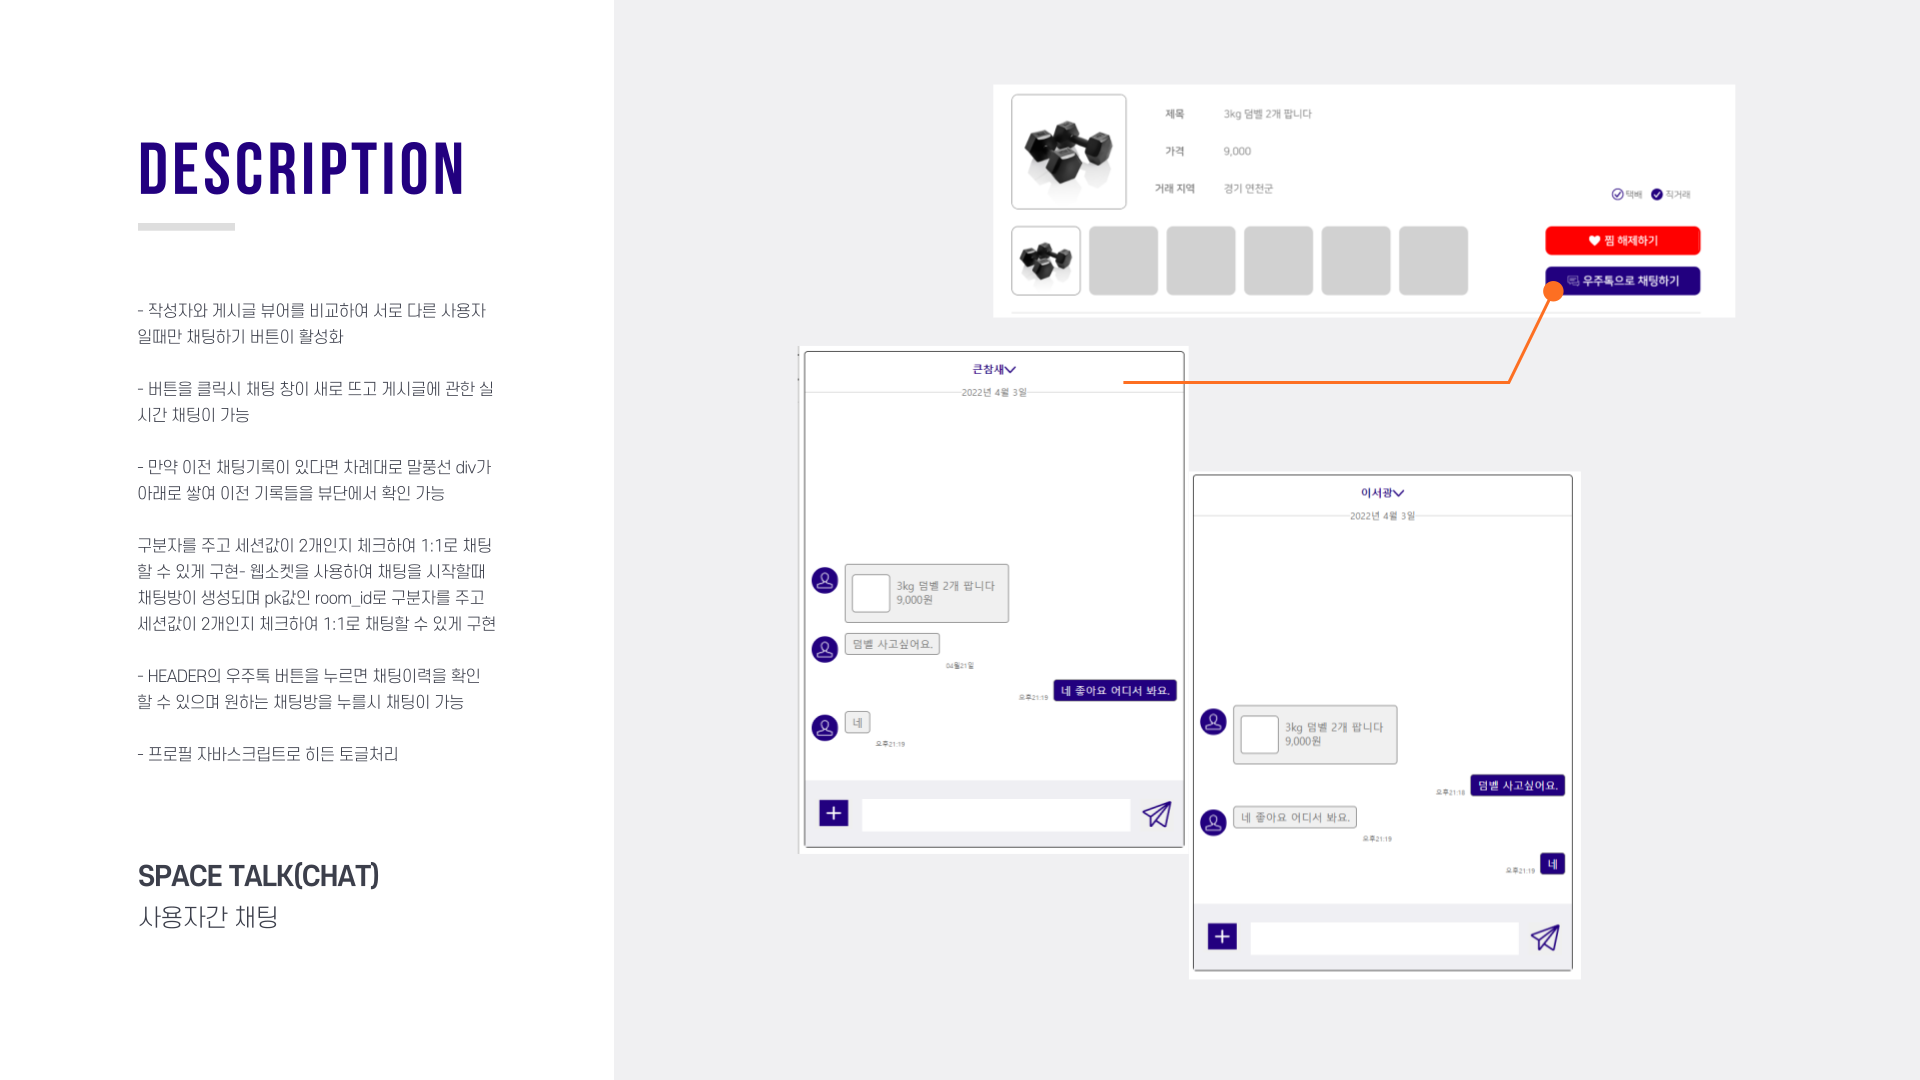 DESCRIPTION
- 작성자와 게시글 뷰어를 비교하여 서로 다른 사용자
일때만 채팅하기 버튼이 활성화
- 버튼을 클릭시 채팅 창이 새로 뜨고 게시글에 관한 실
시간 채팅이 가능
- 만약 이전 채팅기록이 있다면 차례대로 말풍선 div가
아래로 쌓여 이전 기록들을 뷰단에서 확인 가능
구분자를 주고 세션값이 2개인지 체크하여 1:1로 채팅
할 수 있게 구현- 웹소켓을 사용하여 채팅을 시작할때
채팅방이 생성되며 pk값인 room_id로 구분자를 주고
세션값이 2개인지 체크하여 1:1로 채팅할 수 있게 구현
- HEADER의 우주톡 버튼을 누르면 채팅이력을 확인
할 수 있으며 원하는 채팅방을 누를시 채팅이 가능
- 프로필 자바스크립트로 히든 토글처리
SPACE TALK(CHAT)
사용자간 채팅
제목 3kg 덤벨 2개 팝니다
가격 9,000
거래 지역 경기 연천군
택배 직거래
찜 해제하기
우주톡으로 채팅하기
큰참새
2022년 4월 3일
3kg 덤벨 2개 팝니다
9,000원
덤벨 사고싶어요.
04월21일
오후21:19 네 좋아요 어디서 봐요.
네
오후21:19
이서광
2022년 4월 3일
3kg 덤벨 2개 팝니다
9,000원
오후21:18 덤벨 사고싶어요.
네 좋아요 어디서 봐요.
오후21:19
오후21:19 네